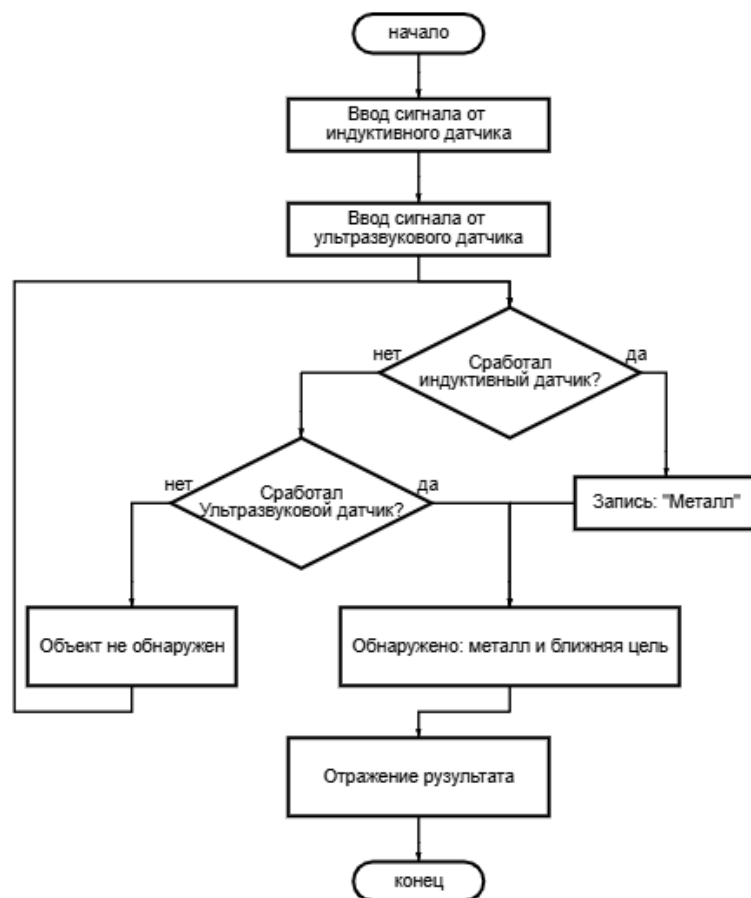 начало
Ввод сигнала от
индуктивного датчика
Ввод сигнала от
ультразвукового датчика
нет
Сработал
индуктивный датчик?
да
нет
Сработал
Ультразвуковой датчик?
да
Запись: "Металл"
Объект не обнаружен
Обнаружено: металл и ближняя цель
Отражение рузультата
конец